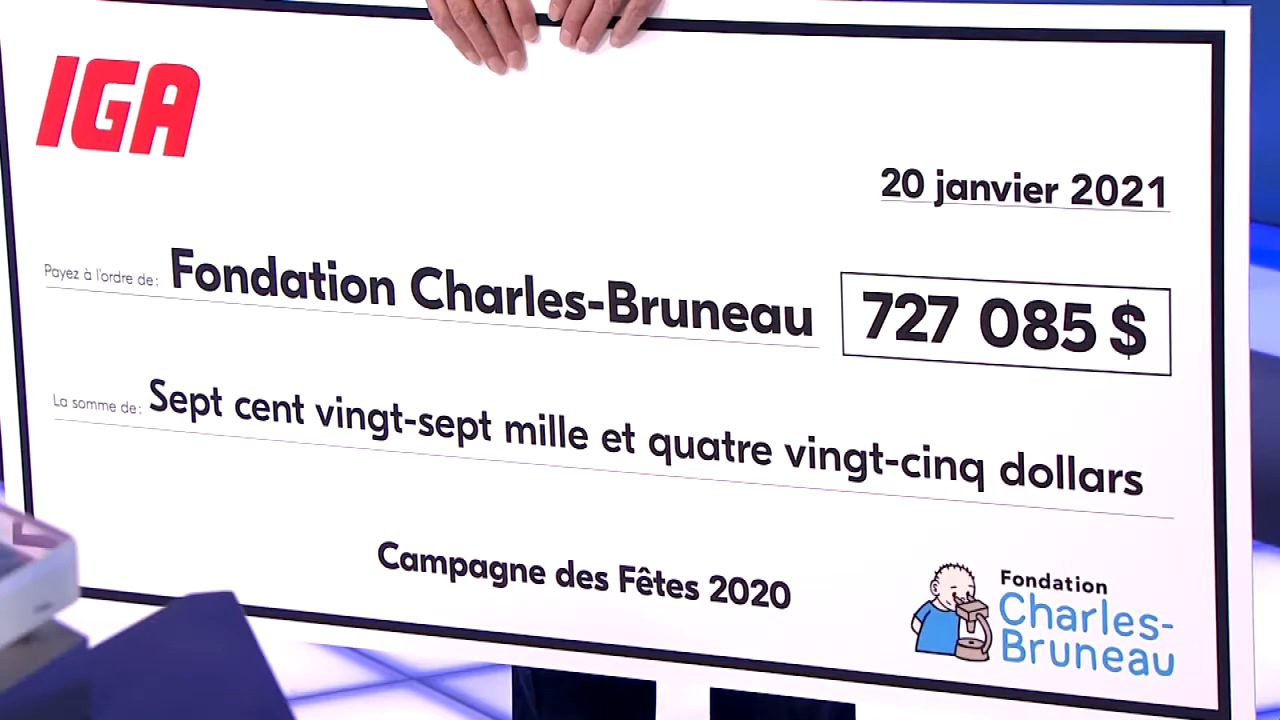 IGA
20 janvier 2021
Payez à l'ordre de: Fondation Charles-Bruneau 727 085 $
La somme de: Sept cent vingt-sept mille et quatre vingt-cinq dollars
Campagne des Fêtes 2020
Fondation
Charles-
Bruneau